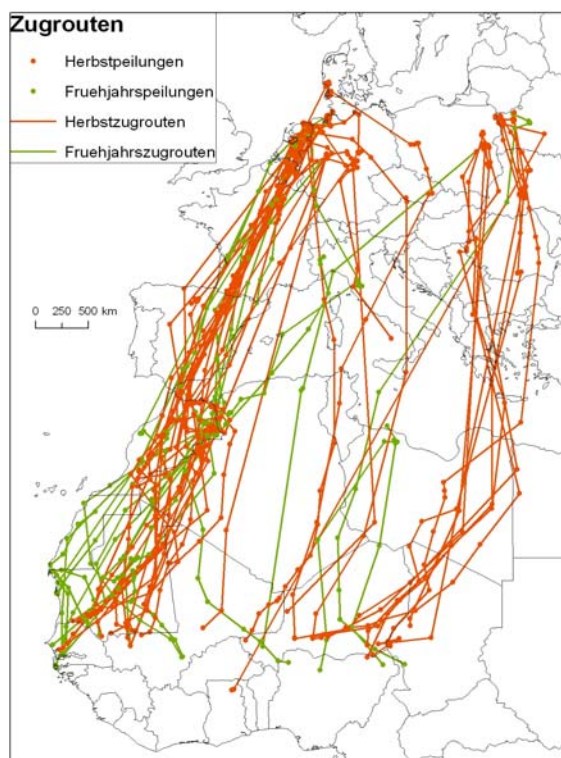 Zugrouten
Herbstpeilungen
Fruehjahrspeilungen
Herbstzugrouten
Fruehjahrszugrouten
0 250 500 km